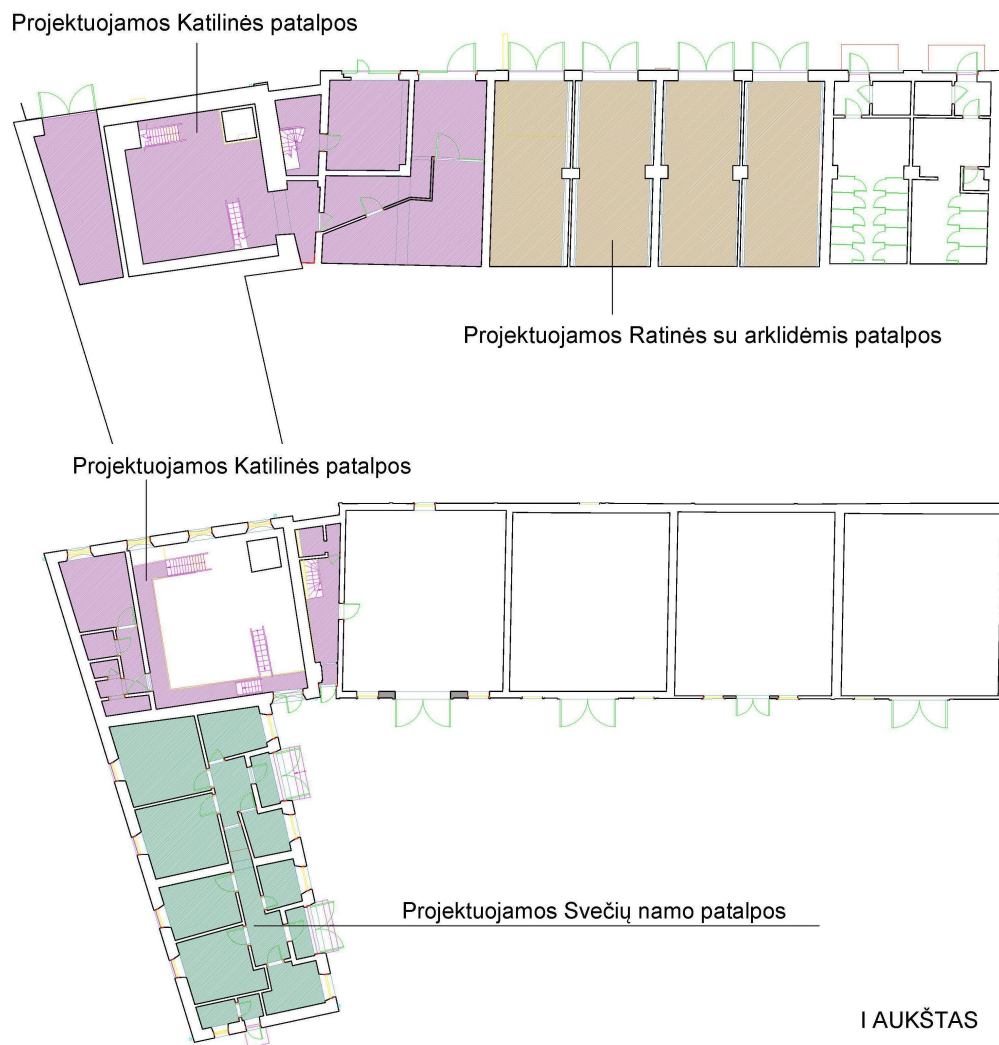 Projektuojamos Katilinės patalpos
Projektuojamos Ratinės su arklidėmis patalpos
Projektuojamos Katilinės patalpos
Projektuojamos Svečių namo patalpos
I AUKŠTAS